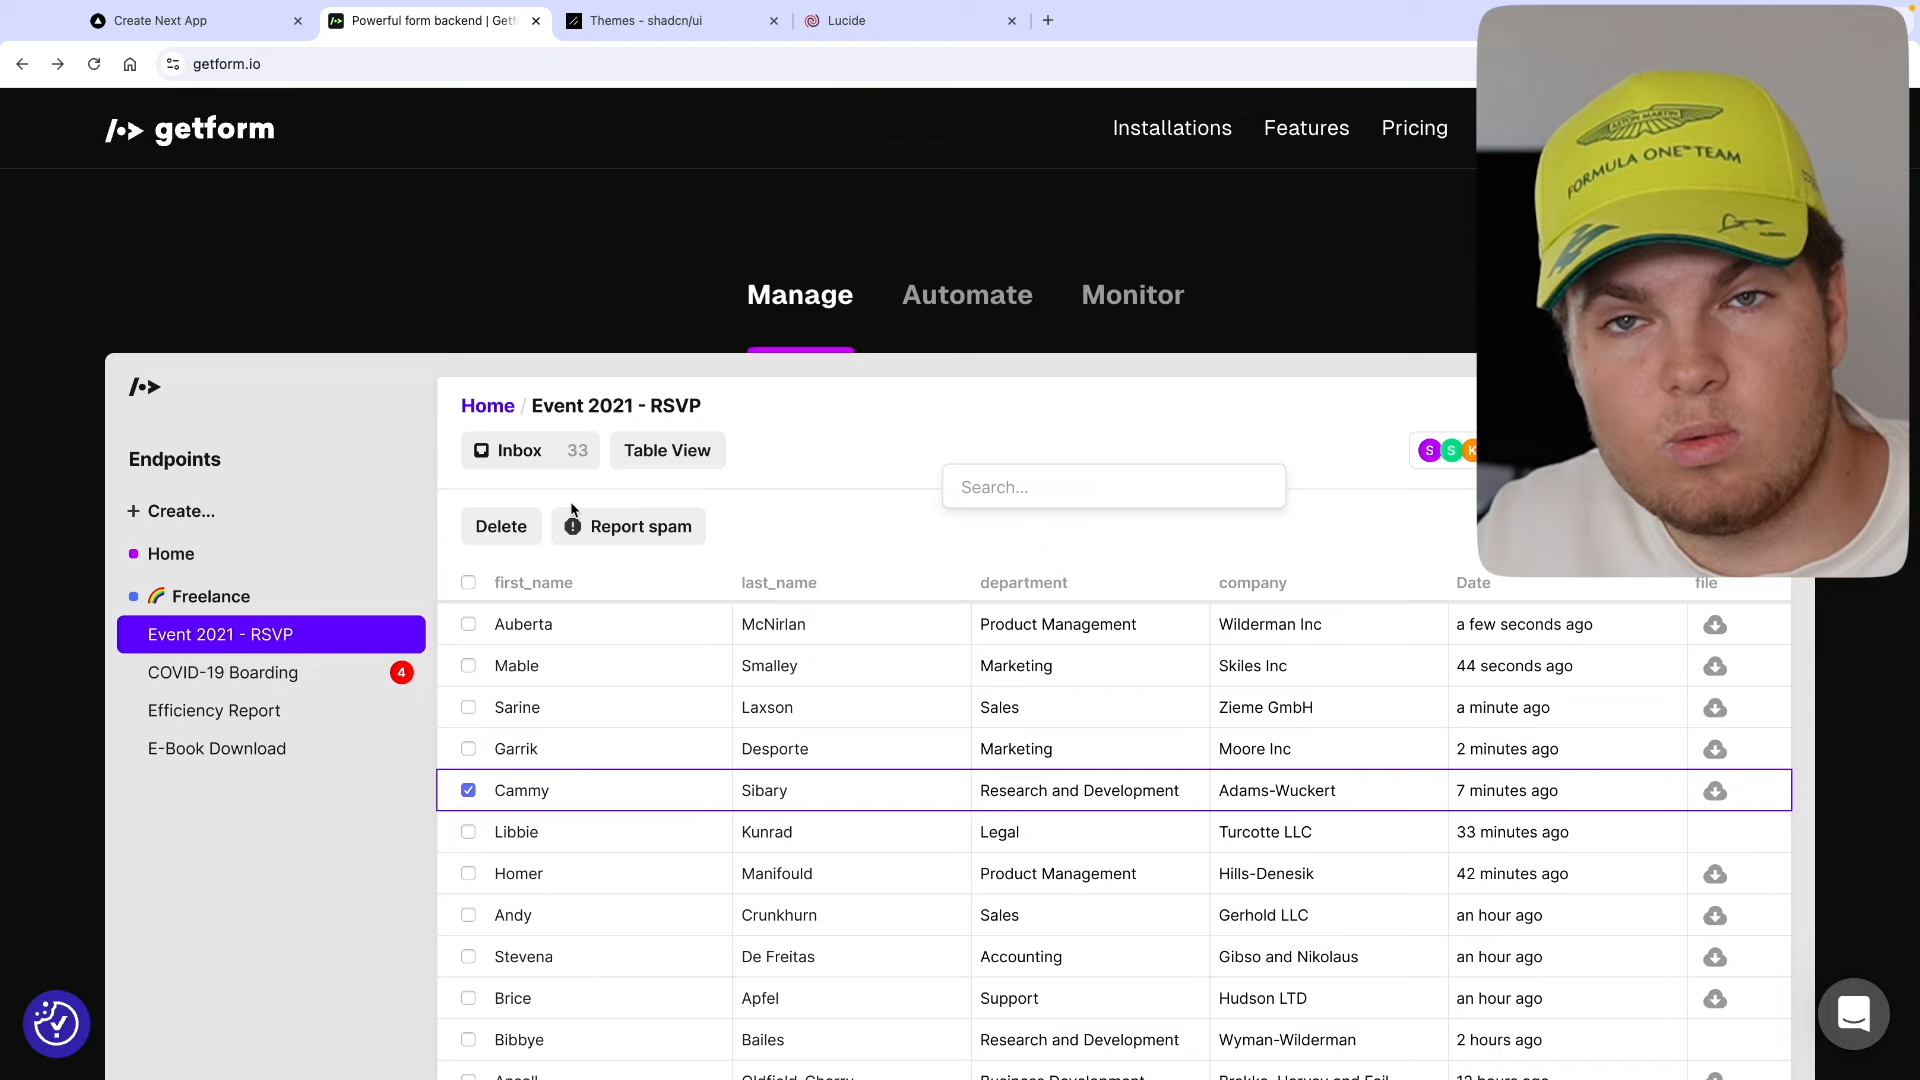 Create Next App
Powerful form backend | Getf
Themes - shadcn/ui
Lucide
getform.io
getform
Installations
Features
Pricing
ASTON MARTIN
FORMULA ONE™ TEAM
Manage
Automate
Monitor
Home / Event 2021 - RSVP
Inbox 33
Table View
S S K
Search...
Endpoints
+ Create...
Home
Freelance
Event 2021 - RSVP
COVID-19 Boarding 4
Efficiency Report
E-Book Download
Delete
Report spam
first_name last_name department company Date file
Auberta McNirlan Product Management Wilderman Inc a few seconds ago
Mable Smalley Marketing Skiles Inc 44 seconds ago
Sarine Laxson Sales Zieme GmbH a minute ago
Garrik Desporte Marketing Moore Inc 2 minutes ago
Cammy Sibary Research and Development Adams-Wuckert 7 minutes ago
Libbie Kunrad Legal Turcotte LLC 33 minutes ago
Homer Manifould Product Management Hills-Denesik 42 minutes ago
Andy Crunkhurn Sales Gerhold LLC an hour ago
Stevena De Freitas Accounting Gibso and Nikolaus an hour ago
Brice Apfel Support Hudson LTD an hour ago
Bibbye Bailes Research and Development Wyman-Wilderman 2 hours ago